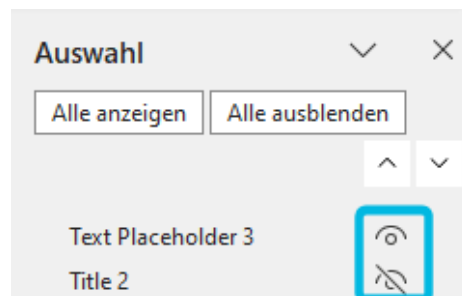 Auswahl
Alle anzeigen Alle ausblenden
Text Placeholder 3
Title 2